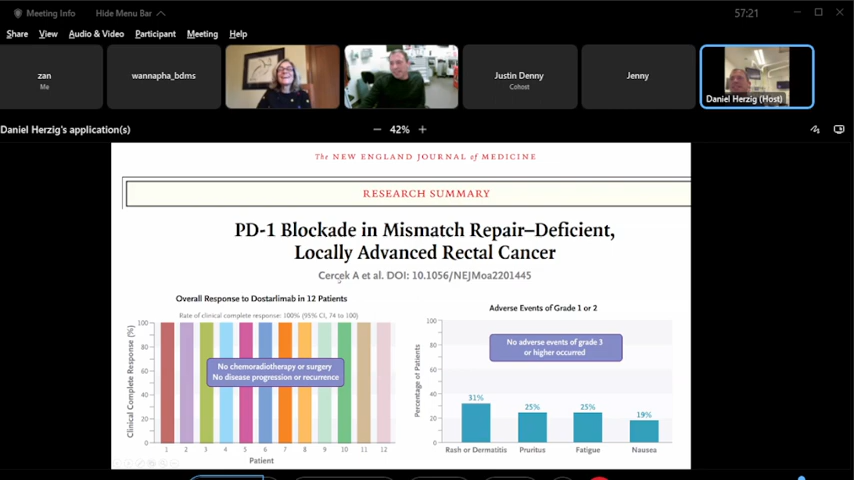 Meeting Info
Hide Menu Bar
57:21
Share View Audio & Video Participant Meeting Help
zan
Me
wannapha_bdms
Justin Denny
Cohost
Jenny
Daniel Herzig (Host)
Daniel Herzig's application(s)
42%
The NEW ENGLAND JOURNAL of MEDICINE
RESEARCH SUMMARY
PD-1 Blockade in Mismatch Repair–Deficient,
Locally Advanced Rectal Cancer
Cercek A et al. DOI: 10.1056/NEJMoa2201445
Overall Response to Dostarlimab in 12 Patients
Rate of clinical complete response: 100% (95% CI, 74 to 100)
Clinical Complete Response (%)
100
80
60
40
20
0
No chemoradiotherapy or surgery
No disease progression or recurrence
1 2 3 4 5 6 7 8 9 10 11 12
Patient
Adverse Events of Grade 1 or 2
Percentage of Patients
100
80
60
40
20
0
No adverse events of grade 3
or higher occurred
31% 25% 25% 19%
Rash or Dermatitis Pruritus Fatigue Nausea